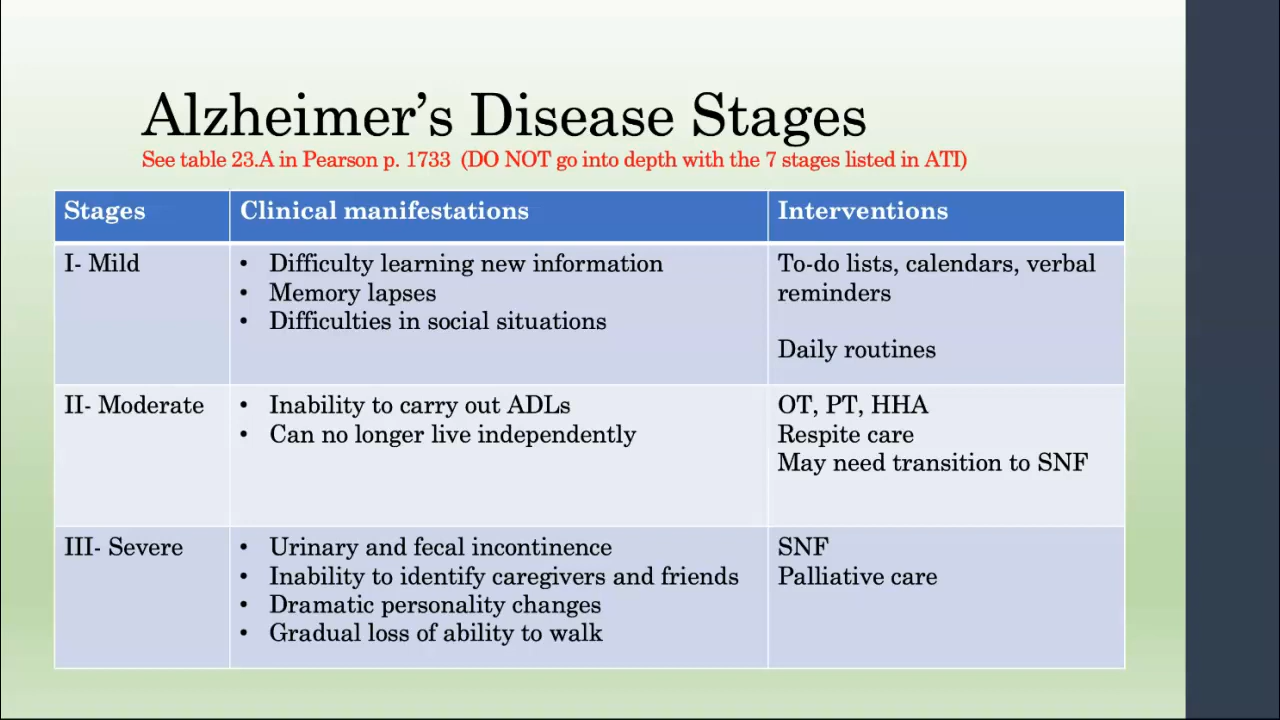 Alzheimer's Disease Stages
See table 23.A in Pearson p. 1733 (DO NOT go into depth with the 7 stages listed in ATI)
Stages
Clinical manifestations
Interventions
I- Mild
• Difficulty learning new information
• Memory lapses
• Difficulties in social situations
To-do lists, calendars, verbal
reminders
Daily routines
II- Moderate
• Inability to carry out ADLs
• Can no longer live independently
OT, PT, HHA
Respite care
May need transition to SNF
III- Severe
• Urinary and fecal incontinence
• Inability to identify caregivers and friends
• Dramatic personality changes
• Gradual loss of ability to walk
SNF
Palliative care